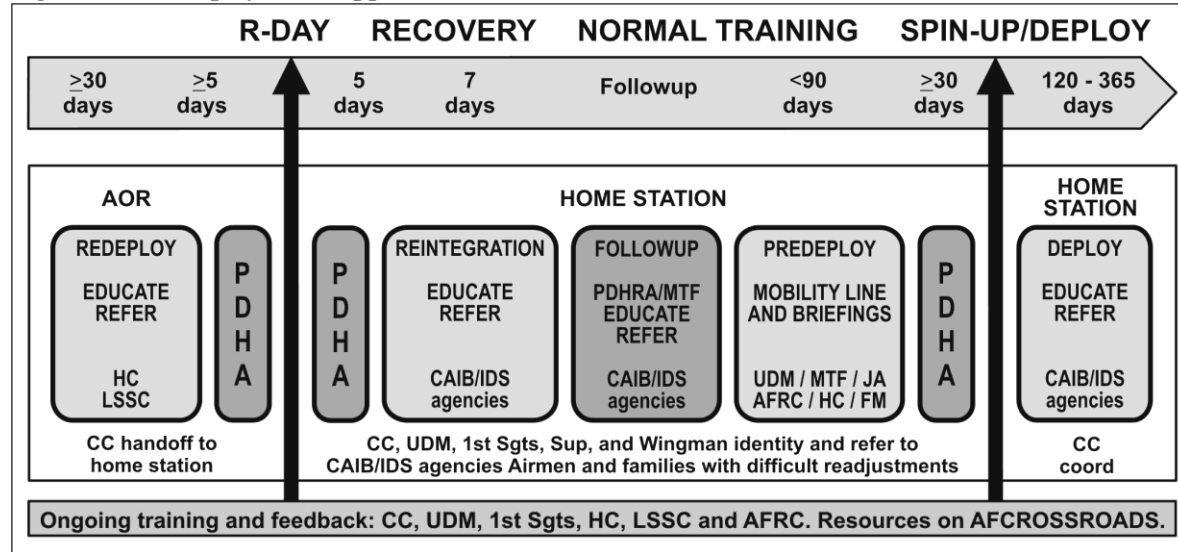 R-DAY RECOVERY NORMAL TRAINING SPIN-UP/DEPLOY
≥30 days
≥5 days
5 days
7 days
Followup
<90 days
≥30 days
120 - 365 days
AOR
REDEPLOY
EDUCATE
REFER
HC
LSSC
PDHA
CC handoff to
home station
HOME STATION
PDHA
REINTEGRATION
EDUCATE
REFER
CAIB/IDS
agencies
FOLLOWUP
PDHRA/MTF
EDUCATE
REFER
CAIB/IDS
agencies
PREDEPLOY
MOBILITY LINE
AND BRIEFINGS
UDM / MTF / JA
AFRC / HC / FM
PDHA
CC, UDM, 1st Sgts, Sup, and Wingman identity and refer to
CAIB/IDS agencies Airmen and families with difficult readjustments
HOME
STATION
DEPLOY
EDUCATE
REFER
CAIB/IDS
agencies
CC
coord
Ongoing training and feedback: CC, UDM, 1st Sgts, HC, LSSC and AFRC. Resources on AFCROSSROADS.